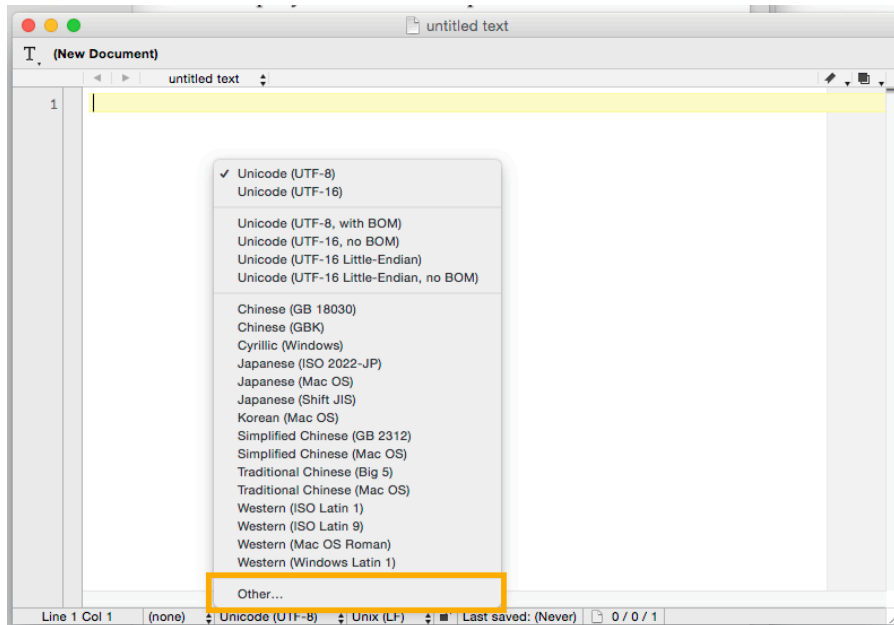 untitled text
(New Document)
untitled text
1
✓ Unicode (UTF-8)
Unicode (UTF-16)
Unicode (UTF-8, with BOM)
Unicode (UTF-16, no BOM)
Unicode (UTF-16 Little-Endian)
Unicode (UTF-16 Little-Endian, no BOM)
Chinese (GB 18030)
Chinese (GBK)
Cyrillic (Windows)
Japanese (ISO 2022-JP)
Japanese (Mac OS)
Japanese (Shift JIS)
Korean (Mac OS)
Simplified Chinese (GB 2312)
Simplified Chinese (Mac OS)
Traditional Chinese (Big 5)
Traditional Chinese (Mac OS)
Western (ISO Latin 1)
Western (ISO Latin 9)
Western (Mac OS Roman)
Western (Windows Latin 1)
Other...
Line 1 Col 1 (none) Unicode (UTF-8) Unix (LF) Last saved: (Never) 0 / 0 / 1